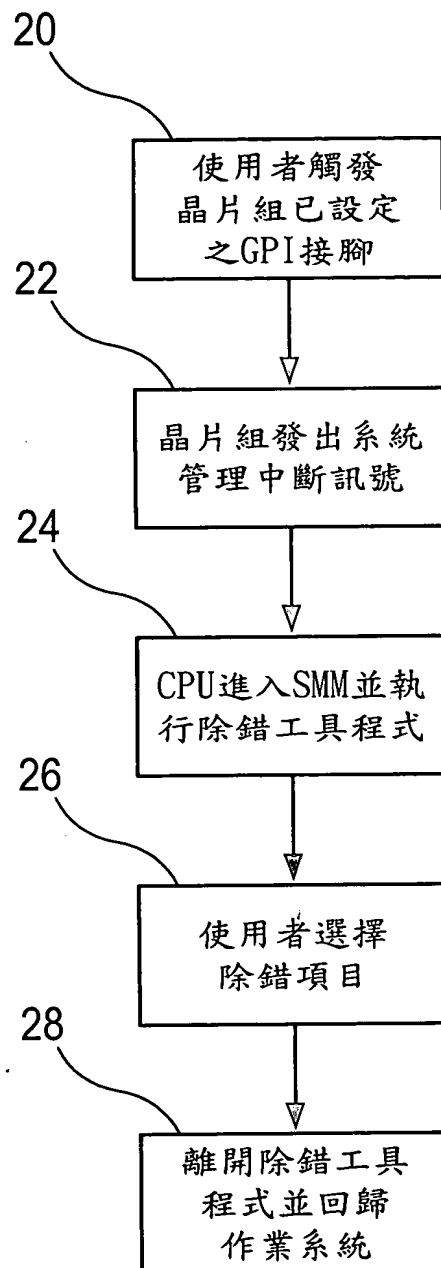 20
使用者觸發
晶片組已設定
之GPI接腳
22
晶片組發出系統
管理中斷訊號
24
CPU進入SMM並執
行除錯工具程式
26
使用者選擇
除錯項目
28
離開除錯工具
程式並回歸
作業系統